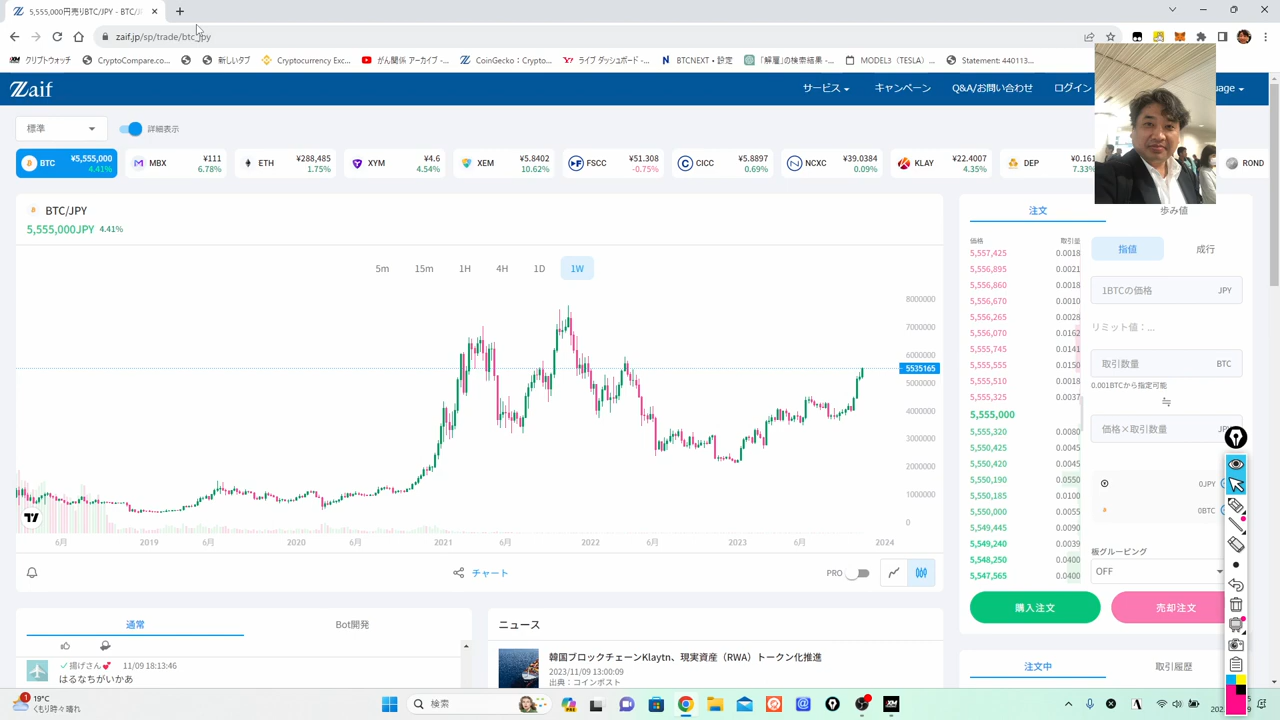 5,555,000円売り BTC/JPY - BTC/JF
zaif.jp/sp/trade/btc_jpy
クリプトウォッチ CryptoCompare.co... 新しいタブ Cryptocurrency Exc... がん関係 アーカイブ -... CoinGecko：Crypto... ライブ ダッシュボード -... BTCNEXT • 設定 「解雇」の検索結果 -... MODEL3（TESLA）... Statement: 440113...
Zaif サービス キャンペーン Q&A/お問い合わせ ログイン uage
標準 詳細表示
BTC ¥5,555,000 4.41%
MBX ¥111 6.78%
ETH ¥288,485 1.75%
XYM ¥4.6 4.54%
XEM ¥5.8402 10.62%
FSCC ¥51.308 -0.75%
CICC ¥5.8897 0.69%
NCXC ¥39.0384 0.09%
KLAY ¥22.4007 4.35%
DEP ¥0.161 7.33%
ROND
BTC/JPY
5,555,000JPY 4.41%
5m 15m 1H 4H 1D 1W
8000000
7000000
6000000
5535165
5000000
4000000
3000000
2000000
1000000
0
6月 2019 6月 2020 6月 2021 6月 2022 6月 2023 6月 2024
チャート PRO
注文 歩み値
価格 取引量
5,557,425 0.0018
5,556,895 0.0021
5,556,860 0.0018
5,556,670 0.0010
5,556,265 0.0028
5,556,070 0.0162
5,555,745 0.0141
5,555,555 0.0150
5,555,510 0.0018
5,555,325 0.0037
5,555,000
5,555,320 0.0080
5,550,425 0.0045
5,550,420 0.0045
5,550,190 0.0550
5,550,185 0.0100
5,550,000 0.0055
5,549,445 0.0090
5,549,240 0.0039
5,548,250 0.0400
5,547,565 0.0400
指値 成行
1BTCの価格 JPY
リミット値：...
取引数量 BTC
0.001BTCから指定可能
価格×取引数量
0JPY
0BTC
板グルーピング
OFF
購入注文 売却注文
注文中 取引履歴
通常 Bot開発
揚げさん 11/09 18:13:46
はるなちがいかあ
ニュース
韓国ブロックチェーンKlaytn、現実資産（RWA）トークン化推進
2023/11/09 13:00:09
出典：コインポスト
1 19°C
くもり時々晴れ
検索
A